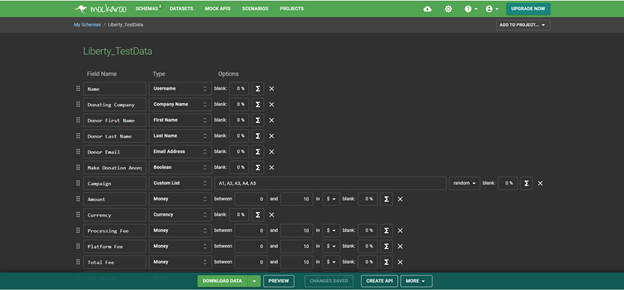 mockaroo SCHEMAS DATASETS MOCK APIS SCENARIOS PROJECTS UPGRADE NOW
My Schemas / Liberty_TestData ADD TO PROJECT...
Liberty_TestData
Field Name Type Options
Name Username blank: 0 % Σ ×
Donating Company Company Name blank: 0 % Σ ×
Donor First Name First Name blank: 0 % Σ ×
Donor Last Name Last Name blank: 0 % Σ ×
Donor Email Email Address blank: 0 % Σ ×
Make Donation Anon Boolean blank: 0 % Σ ×
Campaign Custom List A1, A2, A3, A4, A5 random blank: 0 % Σ ×
Amount Money between 0 and 10 in $ blank: 0 % Σ ×
Currency Currency blank: 0 % Σ ×
Processing Fee Money between 0 and 10 in $ blank: 0 % Σ ×
Platform Fee Money between 0 and 10 in $ blank: 0 % Σ ×
Total Fee Money between 0 and 10 in $ blank: 0 % Σ ×
DOWNLOAD DATA PREVIEW CHANGES SAVED CREATE API MORE